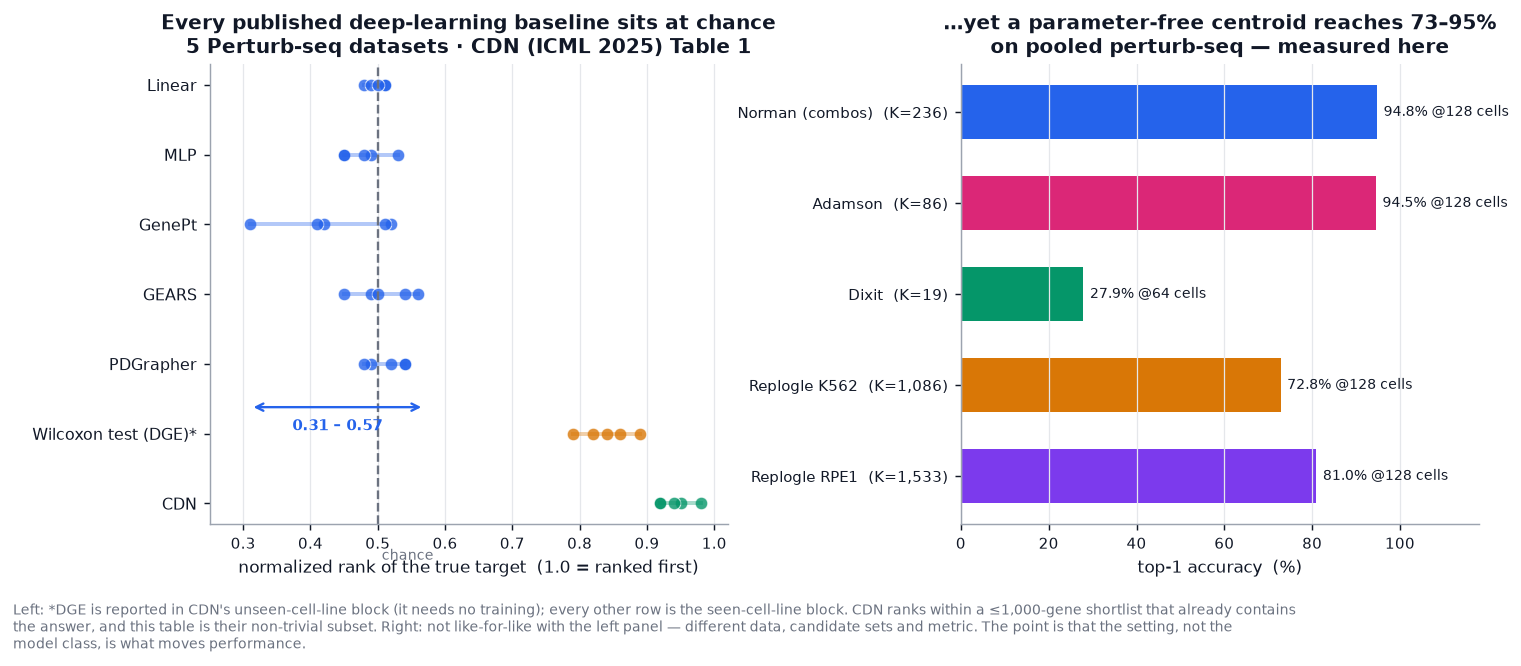 Every published deep-learning baseline sits at chance
5 Perturb-seq datasets · CDN (ICML 2025) Table 1
Linear
MLP
GenePt
GEARS
PDGrapher
Wilcoxon test (DGE)*
CDN
0.31 – 0.57
0.3 0.4 0.5 0.6 0.7 0.8 0.9 1.0
chance
normalized rank of the true target (1.0 = ranked first)
...yet a parameter-free centroid reaches 73–95%
on pooled perturb-seq — measured here
Norman (combos) (K=236) 94.8% @128 cells
Adamson (K=86) 94.5% @128 cells
Dixit (K=19) 27.9% @64 cells
Replogle K562 (K=1,086) 72.8% @128 cells
Replogle RPE1 (K=1,533) 81.0% @128 cells
0 20 40 60 80 100
top-1 accuracy (%)
Left: *DGE is reported in CDN's unseen-cell-line block (it needs no training); every other row is the seen-cell-line block. CDN ranks within a ≤1,000-gene shortlist that already contains
the answer, and this table is their non-trivial subset. Right: not like-for-like with the left panel — different data, candidate sets and metric. The point is that the setting, not the
model class, is what moves performance.